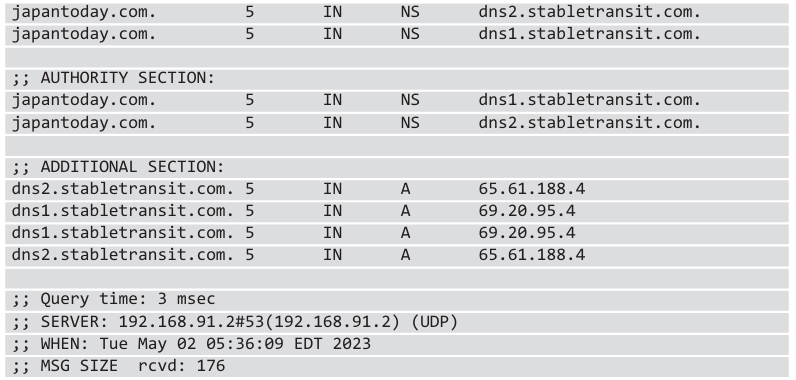 japantoday.com. 5 IN NS dns2.stabletransit.com.
japantoday.com. 5 IN NS dns1.stabletransit.com.
;; AUTHORITY SECTION:
japantoday.com. 5 IN NS dns1.stabletransit.com.
japantoday.com. 5 IN NS dns2.stabletransit.com.
;; ADDITIONAL SECTION:
dns2.stabletransit.com. 5 IN A 65.61.188.4
dns1.stabletransit.com. 5 IN A 69.20.95.4
dns1.stabletransit.com. 5 IN A 69.20.95.4
dns2.stabletransit.com. 5 IN A 65.61.188.4
;; Query time: 3 msec
;; SERVER: 192.168.91.2#53(192.168.91.2) (UDP)
;; WHEN: Tue May 02 05:36:09 EDT 2023
;; MSG SIZE rcvd: 176